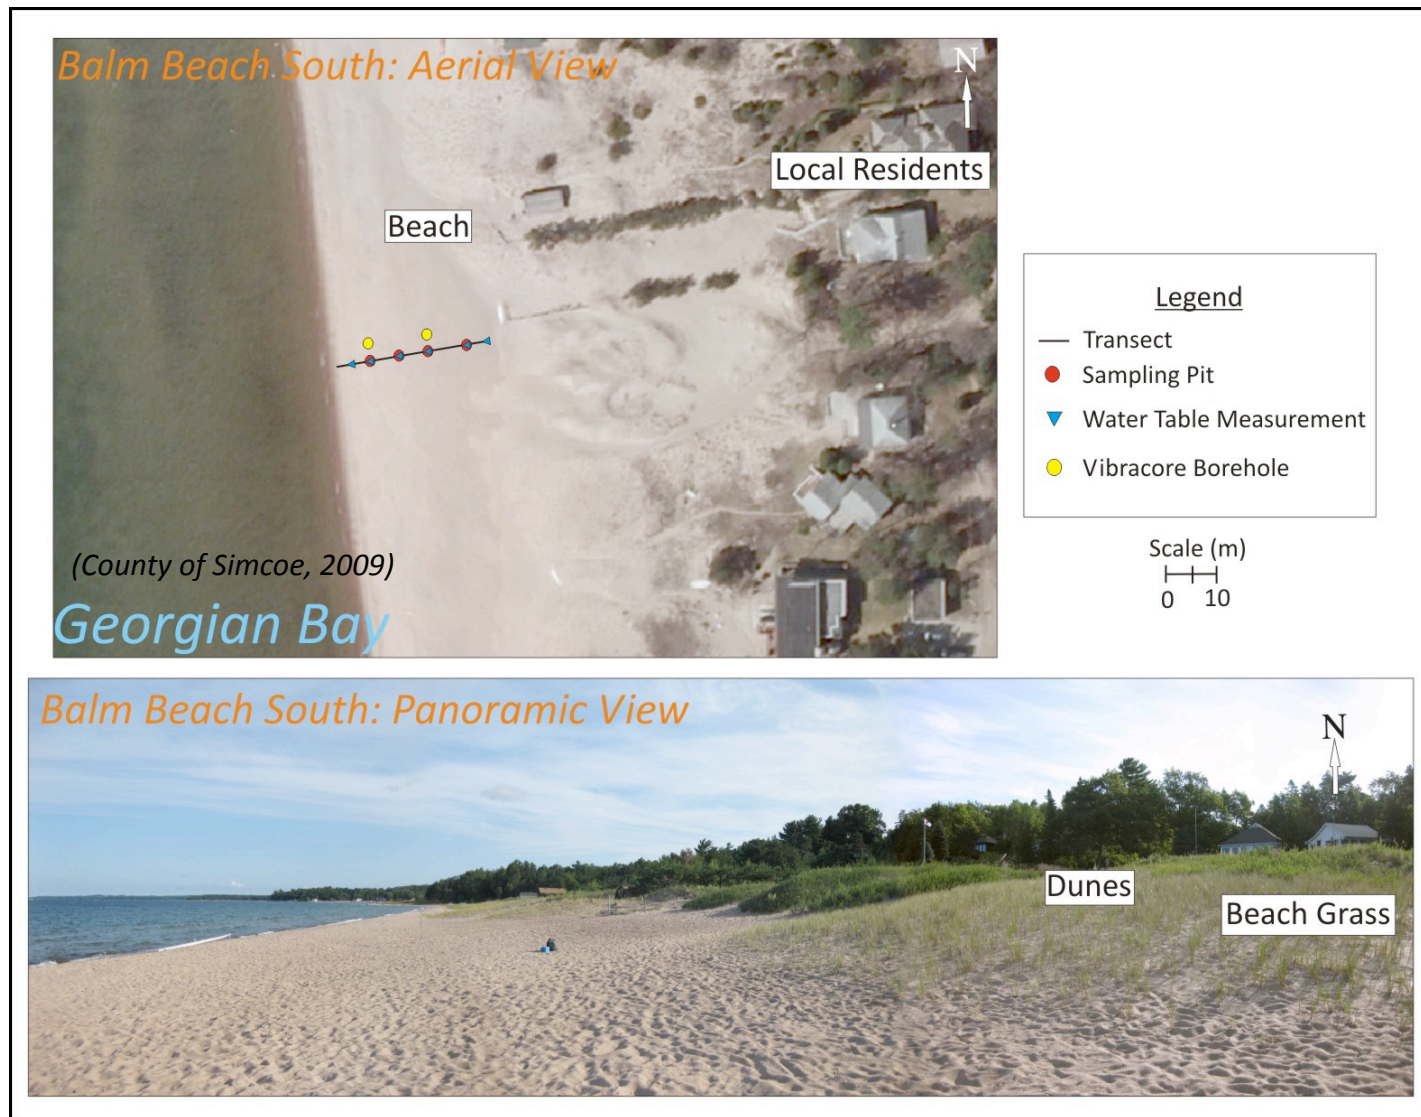 Balm Beach South: Aerial View
N
Local Residents
Beach
Legend
Transect
Sampling Pit
Water Table Measurement
Vibracore Borehole
Scale (m)
0 10
(County of Simcoe, 2009)
Georgian Bay
Balm Beach South: Panoramic View
N
Dunes
Beach Grass